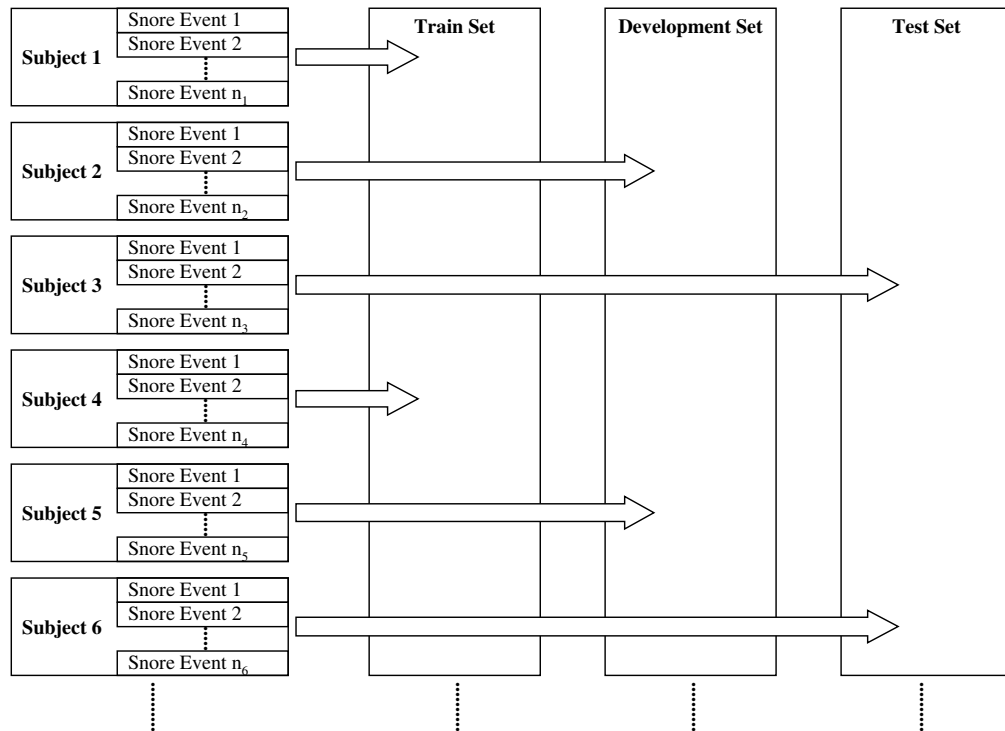 Train Set
Development Set
Test Set
Subject 1
Snore Event 1
Snore Event 2
Snore Event n₁
Subject 2
Snore Event 1
Snore Event 2
Snore Event n₂
Subject 3
Snore Event 1
Snore Event 2
Snore Event n₃
Subject 4
Snore Event 1
Snore Event 2
Snore Event n₄
Subject 5
Snore Event 1
Snore Event 2
Snore Event n₅
Subject 6
Snore Event 1
Snore Event 2
Snore Event n₆